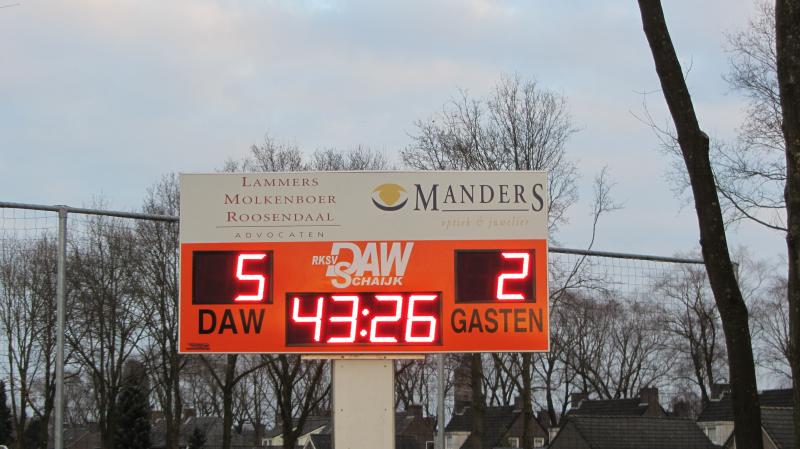 LAMMERS
MOLKENBOER
ROOSENDAAL
ADVOCATEN
MANDERS
optiek & juwelier
RKSV DAW
SCHAIJK
5
2
DAW
43:26
GASTEN